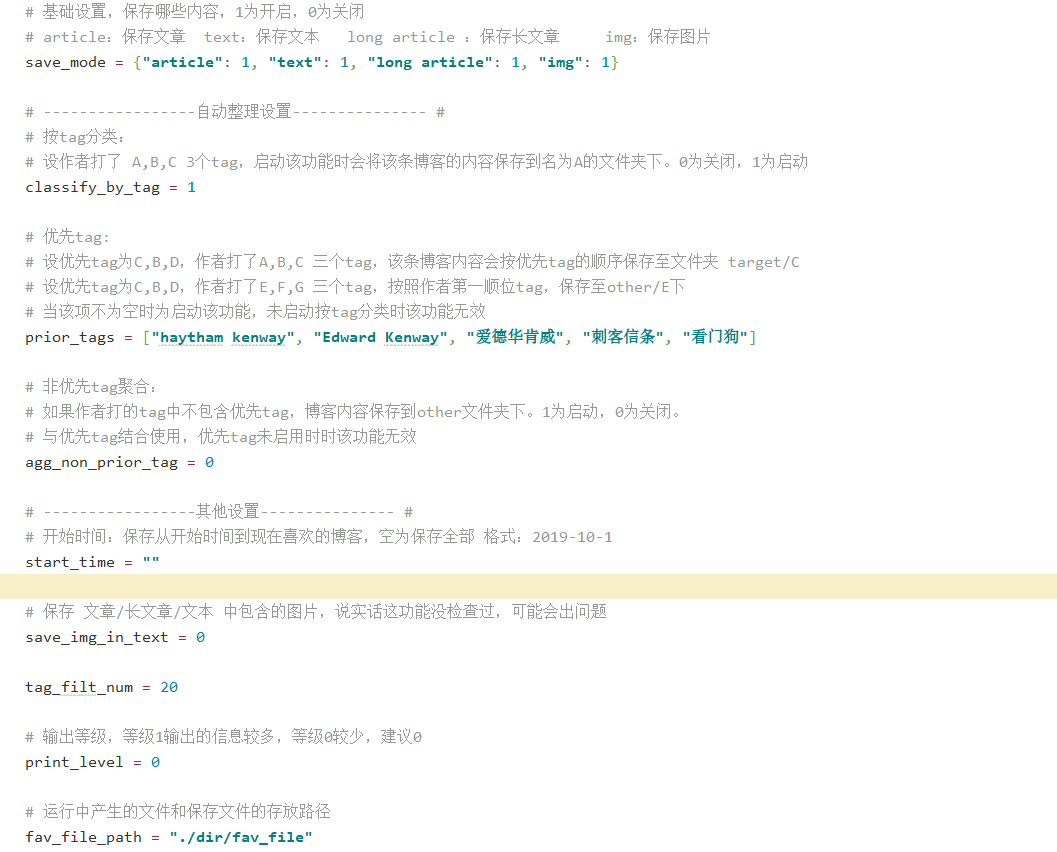 # 基础设置，保存哪些内容，1为开启，0为关闭
# article：保存文章  text：保存文本   long article ：保存长文章     img：保存图片
save_mode = {"article": 1, "text": 1, "long article": 1, "img": 1}
# -----------------自动整理设置--------------- #
# 按tag分类：
# 设作者打了 A,B,C 3个tag，启动该功能时会将该条博客的内容保存到名为A的文件夹下。0为关闭，1为启动
classify_by_tag = 1
# 优先tag:
# 设优先tag为C,B,D，作者打了A,B,C 三个tag，该条博客内容会按优先tag的顺序保存至文件夹 target/C
# 设优先tag为C,B,D，作者打了E,F,G 三个tag，按照作者第一顺位tag，保存至other/E下
# 当该项不为空时为启动该功能，未启动按tag分类时该功能无效
prior_tags = ["haytham kenway", "Edward Kenway", "爱德华肯威", "刺客信条", "看门狗"]
# 非优先tag聚合：
# 如果作者打的tag中不包含优先tag，博客内容保存到other文件夹下。1为启动，0为关闭。
# 与优先tag结合使用，优先tag未启用时时该功能无效
agg_non_prior_tag = 0
# -----------------其他设置--------------- #
# 开始时间：保存从开始时间到现在喜欢的博客，空为保存全部 格式：2019-10-1
start_time = ""
# 保存 文章/长文章/文本 中包含的图片，说实话这功能没检查过，可能会出问题
save_img_in_text = 0
tag_filt_num = 20
# 输出等级，等级1输出的信息较多，等级0较少，建议0
print_level = 0
# 运行中产生的文件和保存文件的存放路径
fav_file_path = "./dir/fav_file"